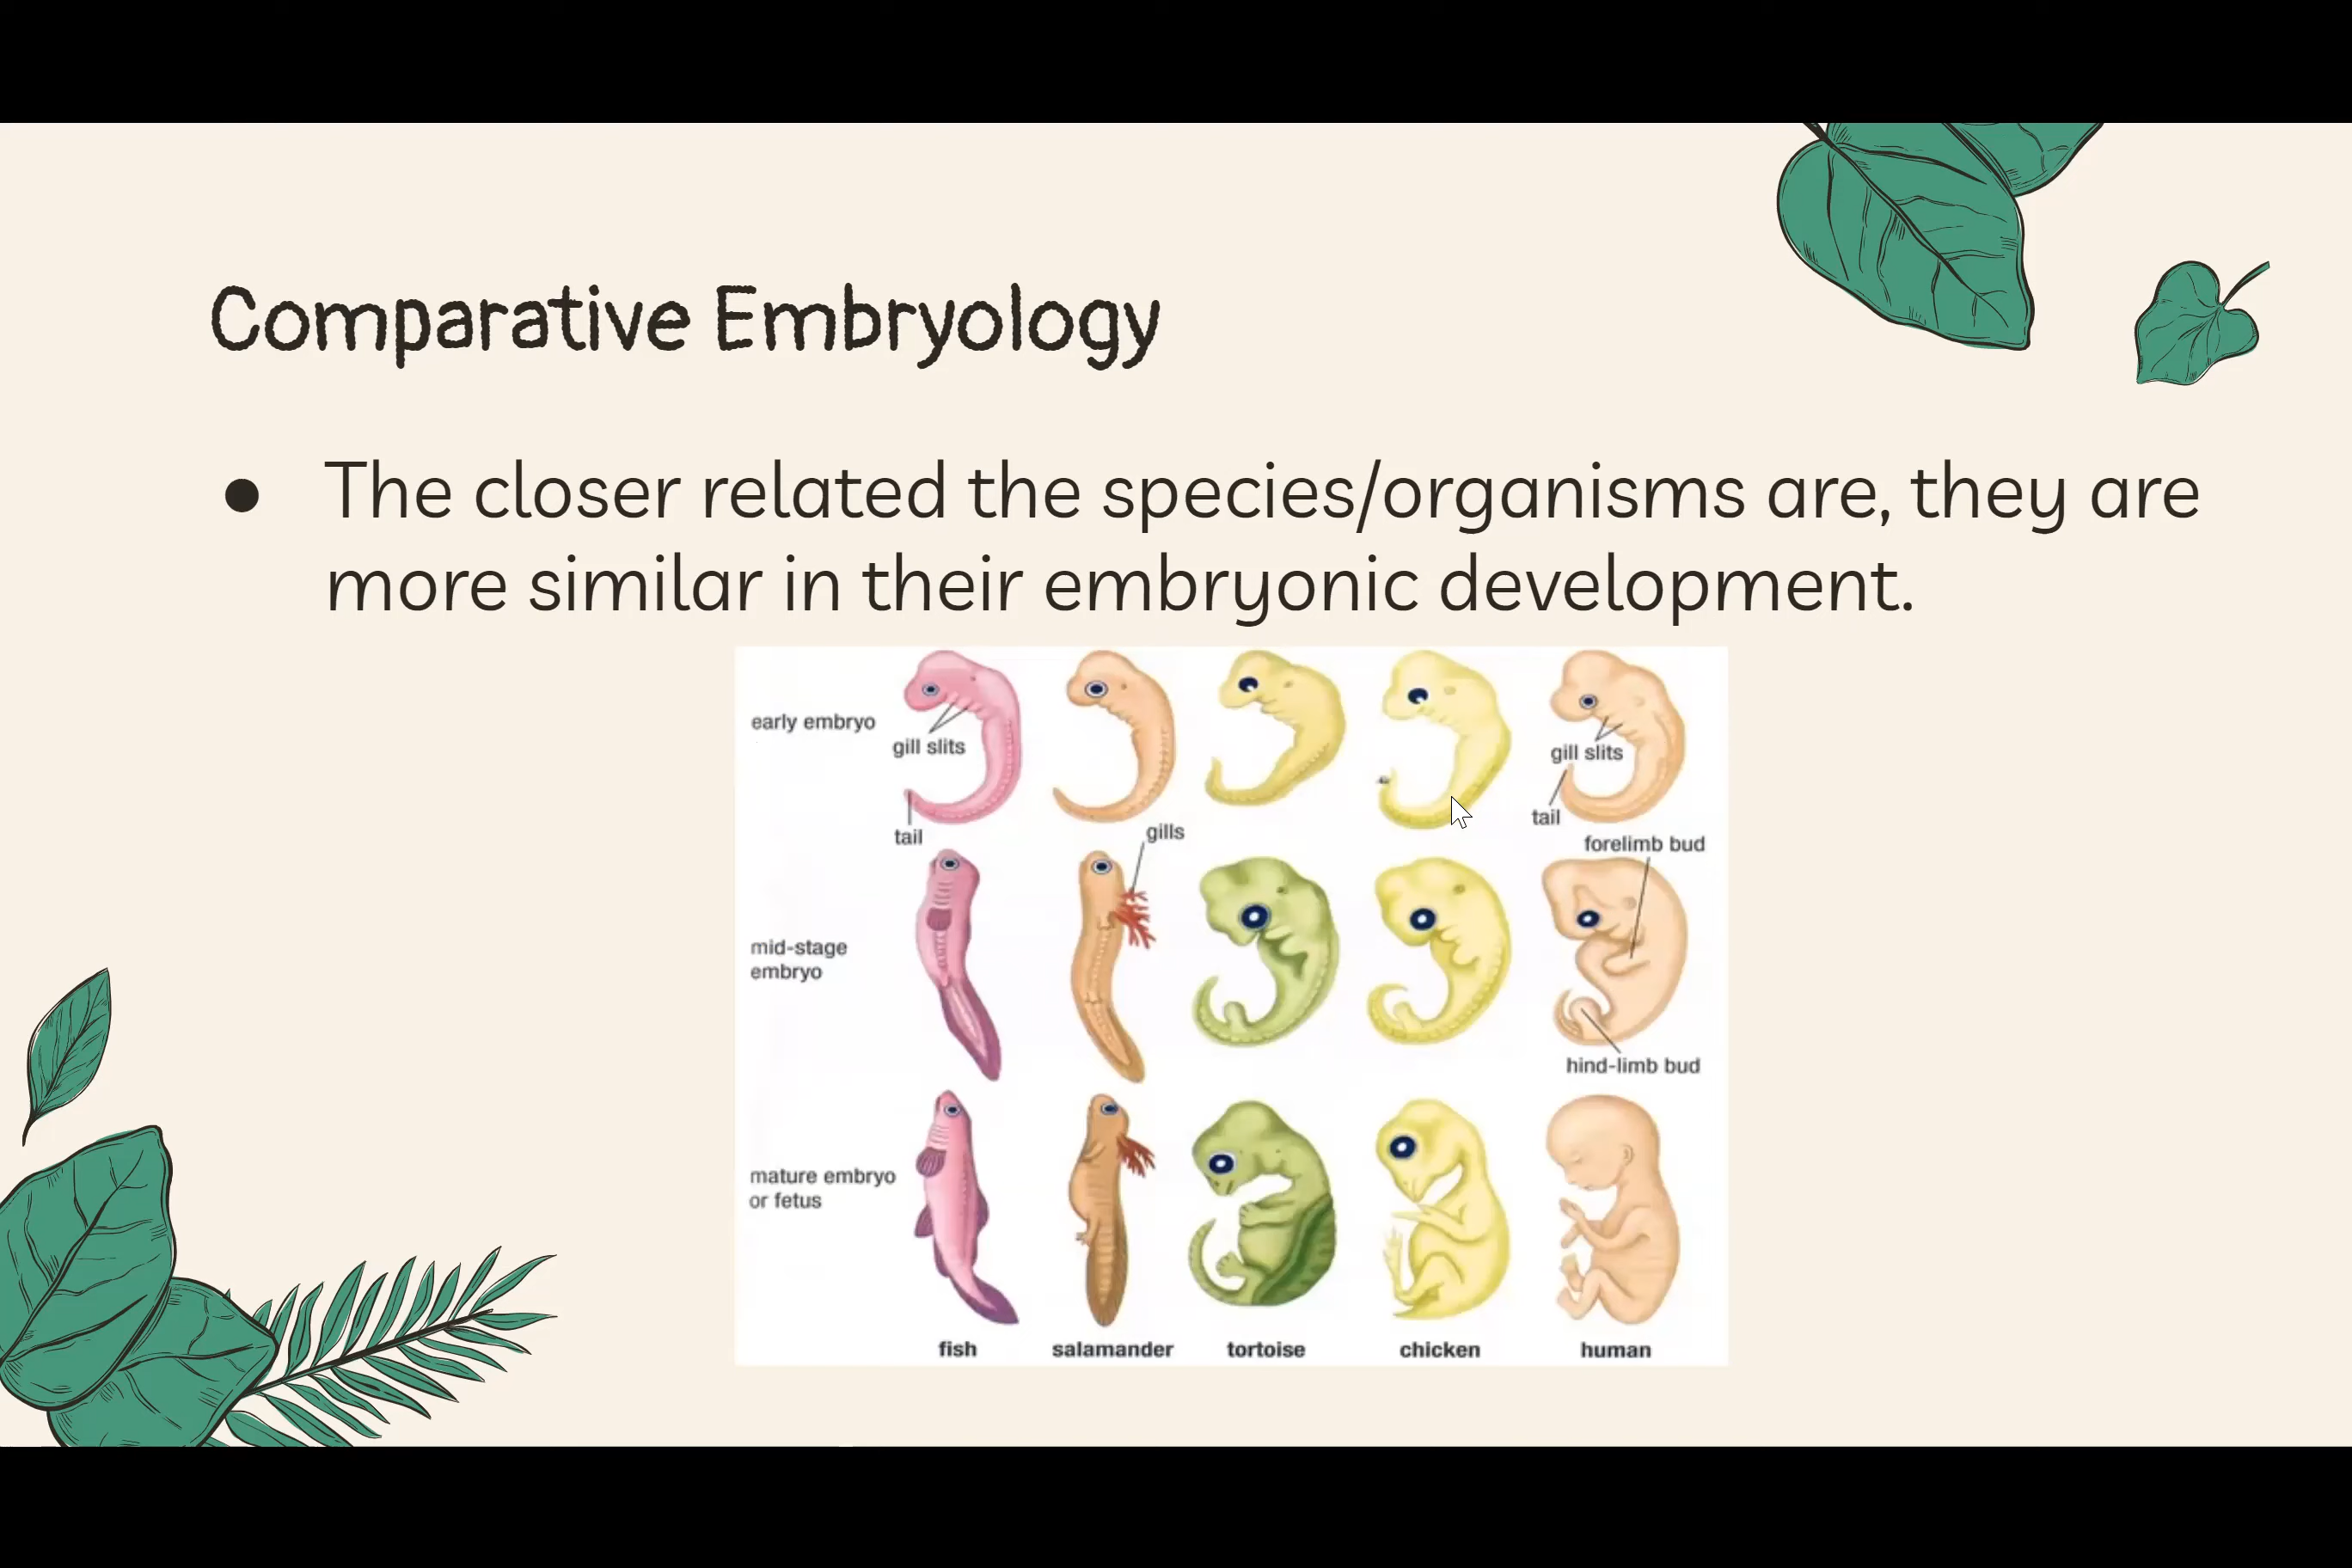 Comparative Embryology
● The closer related the species/organisms are, they are
more similar in their embryonic development.
early embryo
gill slits
gill slits
tail
tail
gills
forelimb bud
mid-stage
embryo
hind-limb bud
mature embryo
or fetus
fish salamander tortoise chicken human